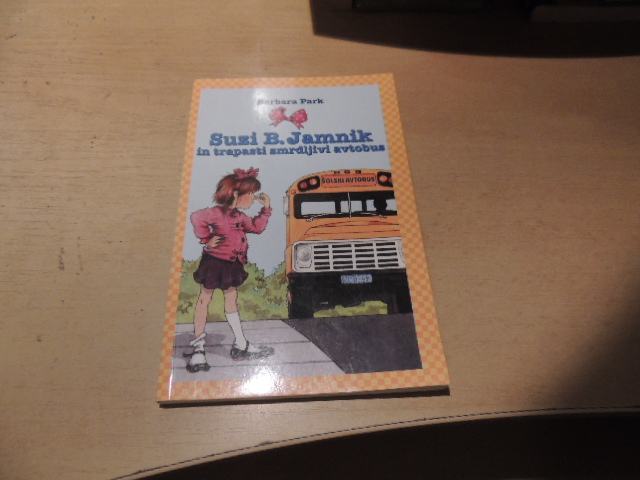 Barbara Park
Suzi B. Jamnik
in trapasti smrdljivi avtobus
ŠOLSKI AVTOBUS